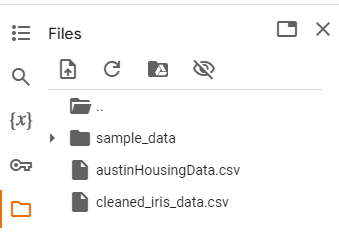 Files
{x}
..
sample_data
austinHousingData.csv
cleaned_iris_data.csv